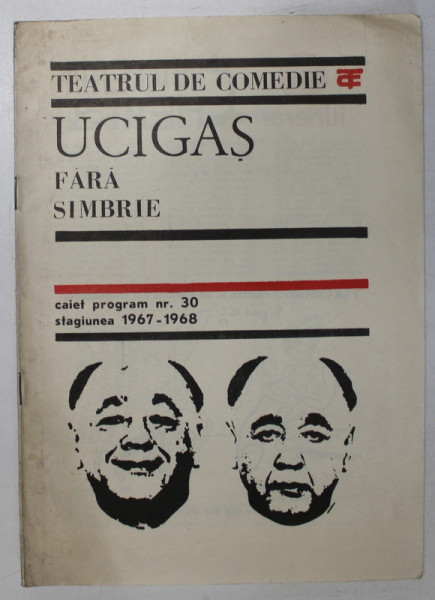 TEATRUL DE COMEDIE
UCIGAȘ
FĂRĂ
SIMBRIE
caiet program nr. 30
stagiunea 1967-1968